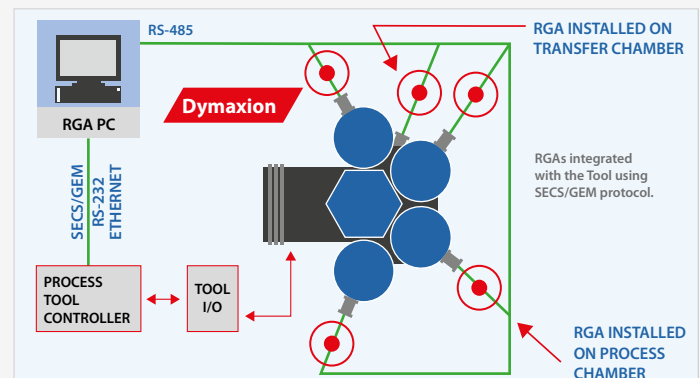 RS-485
RGA INSTALLED ON
TRANSFER CHAMBER
Dymaxion
RGA PC
RGAs integrated
with the Tool using
SECS/GEM protocol.
SECS/GEM
RS-232
ETHERNET
PROCESS
TOOL
CONTROLLER
TOOL
I/O
RGA INSTALLED
ON PROCESS
CHAMBER